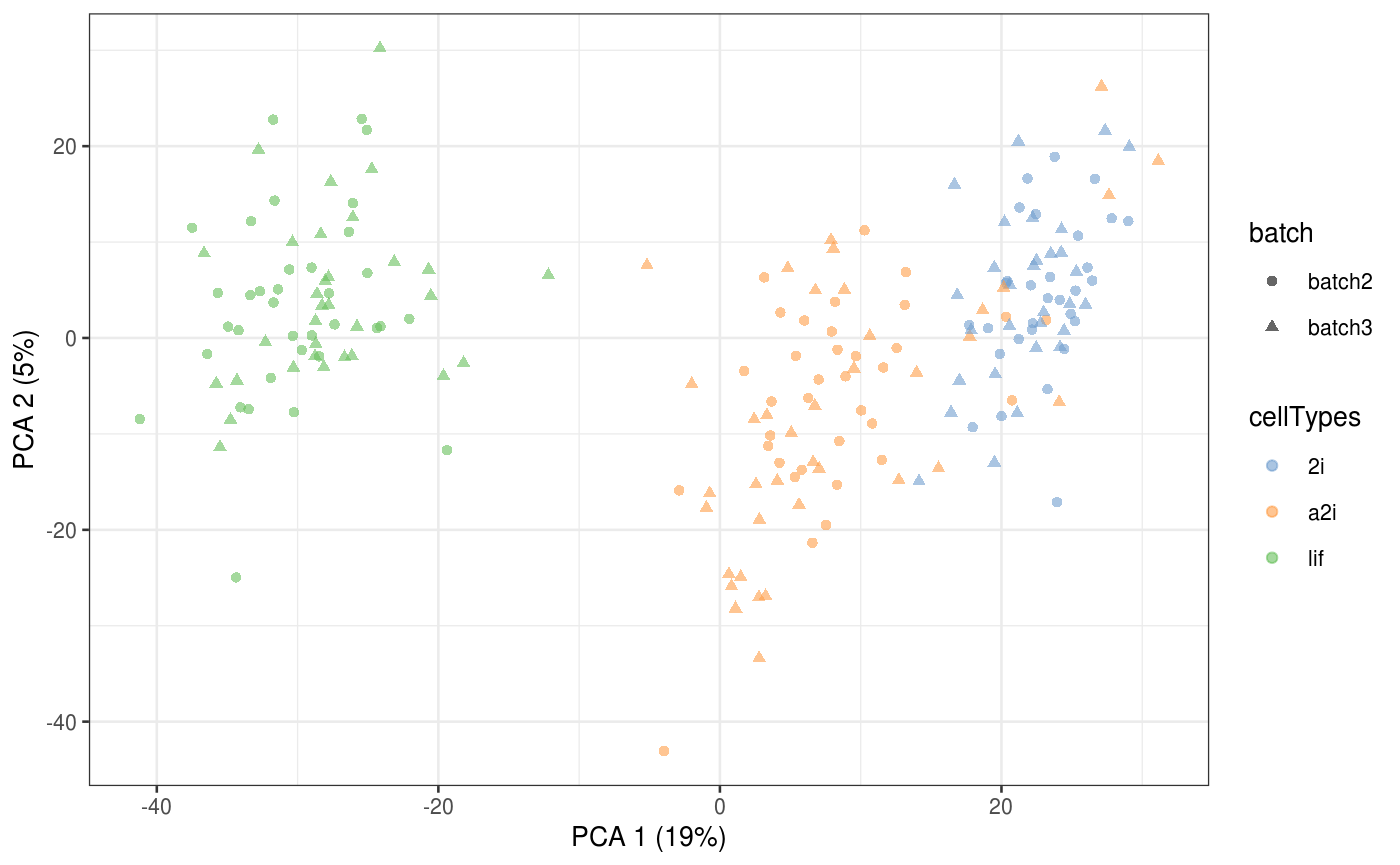 20
0
-20
-40
-40
-20
0
20
PCA 1 (19%)
PCA 2 (5%)
batch
batch2
batch3
cellTypes
2i
a2i
lif